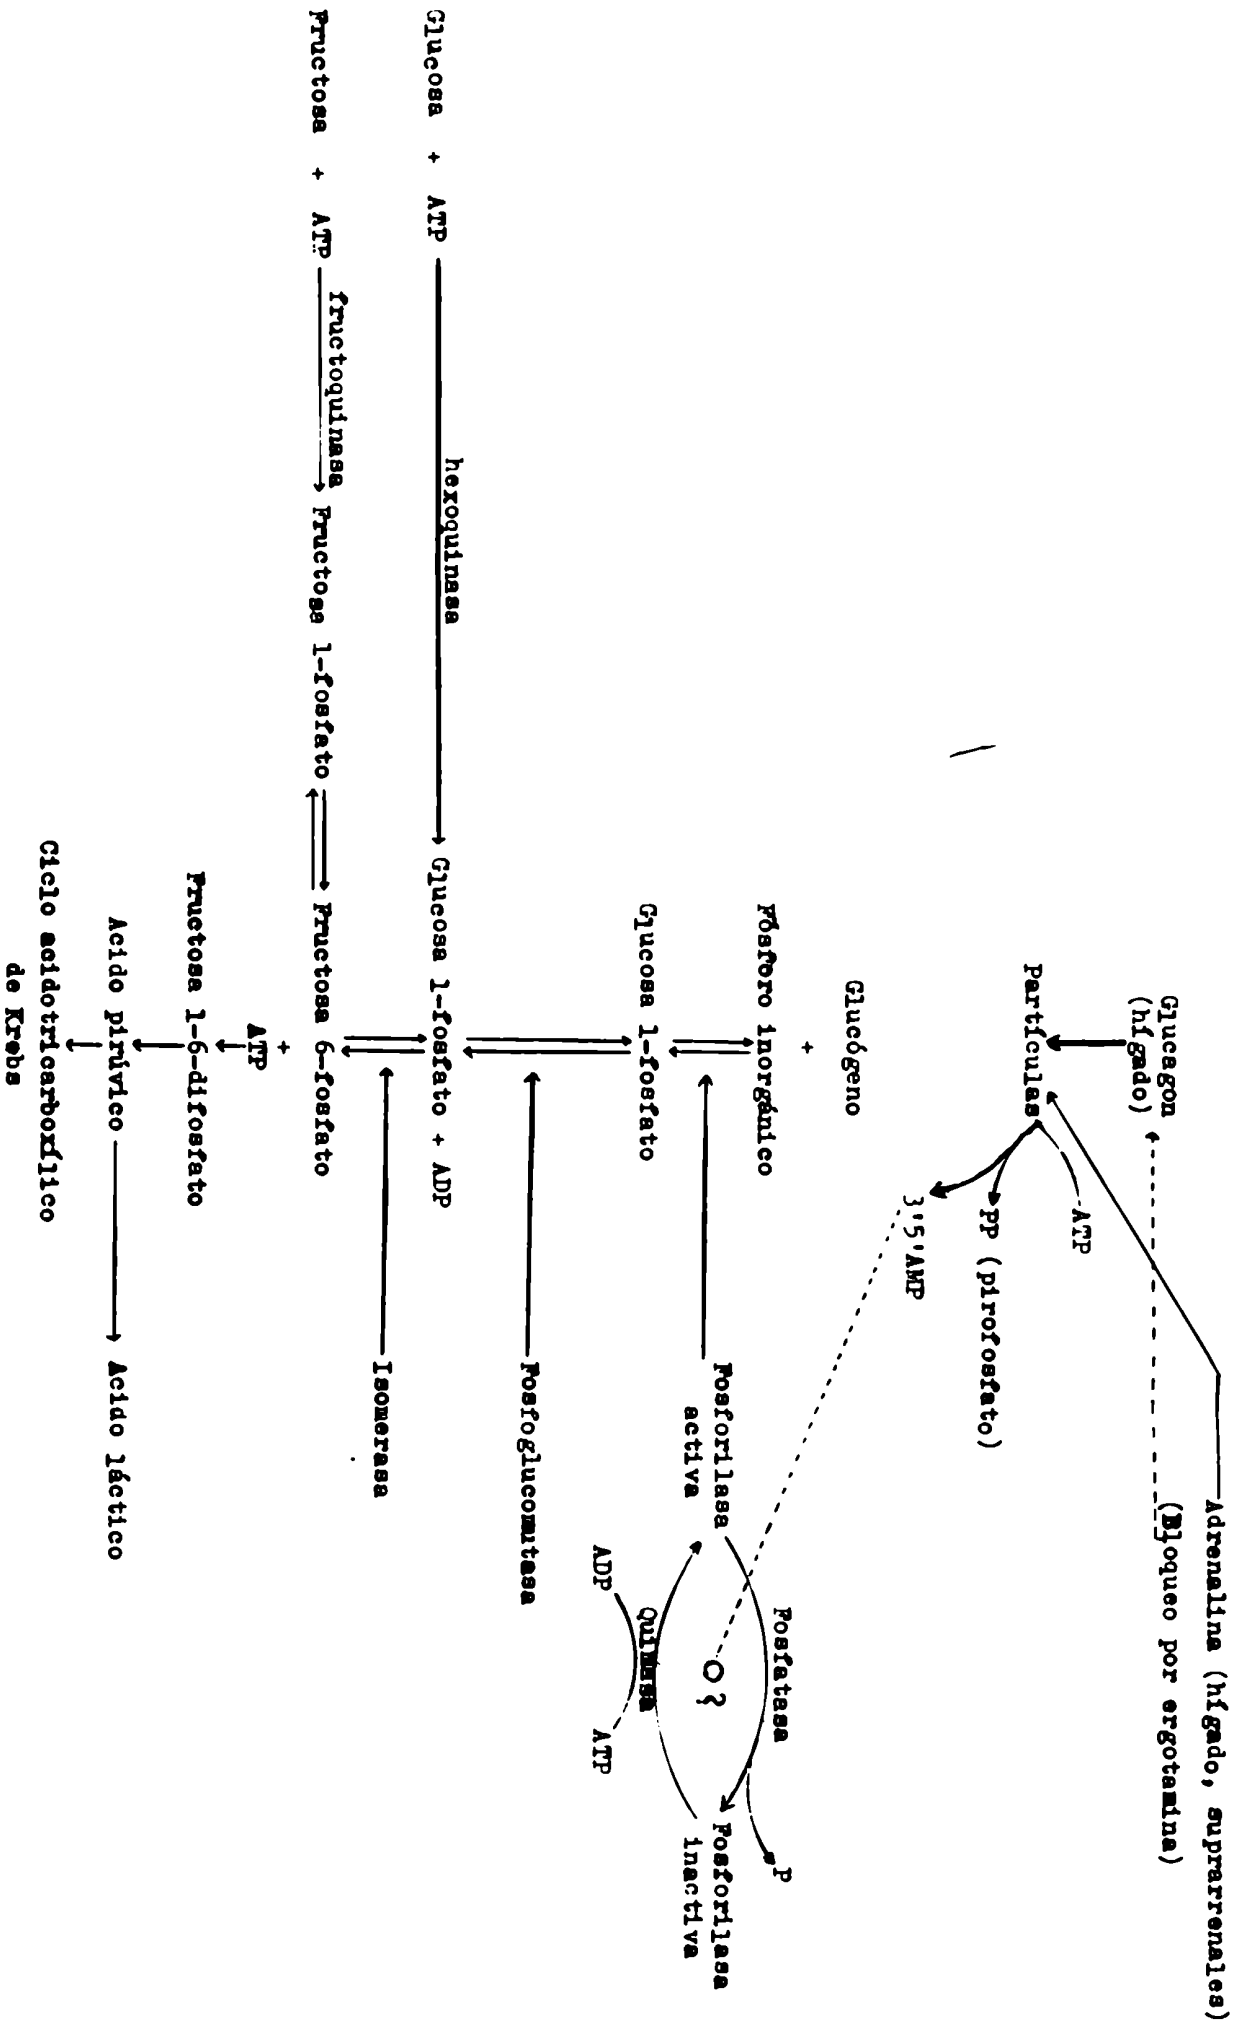 Adrenalina (hígado, suprarrenales)
(Bloqueo por ergotamina)
Glucagon
(hígado)
ATP
Partículas
PP (pirofosfato)
3'5'AMP
Glucógeno
+
Fósforo inorgánico
Fosfatasa
P
Fosforilasa
activa
?
Fosforilasa
inactiva
Glucosa 1-fosfato
Quinasa
ADP
ATP
Fosfoglucomutasa
hexoquinasa
Glucosa + ATP
Glucosa 1-fosfato + ADP
Isomerasa
fructoquinasa
Fructosa + ATP
Fructosa 1-fosfato
Fructosa 6-fosfato
+
ATP
Fructosa 1-6-difosfato
Acido pirúvico
Acido láctico
Ciclo acidotricarboxílico
de Krebs